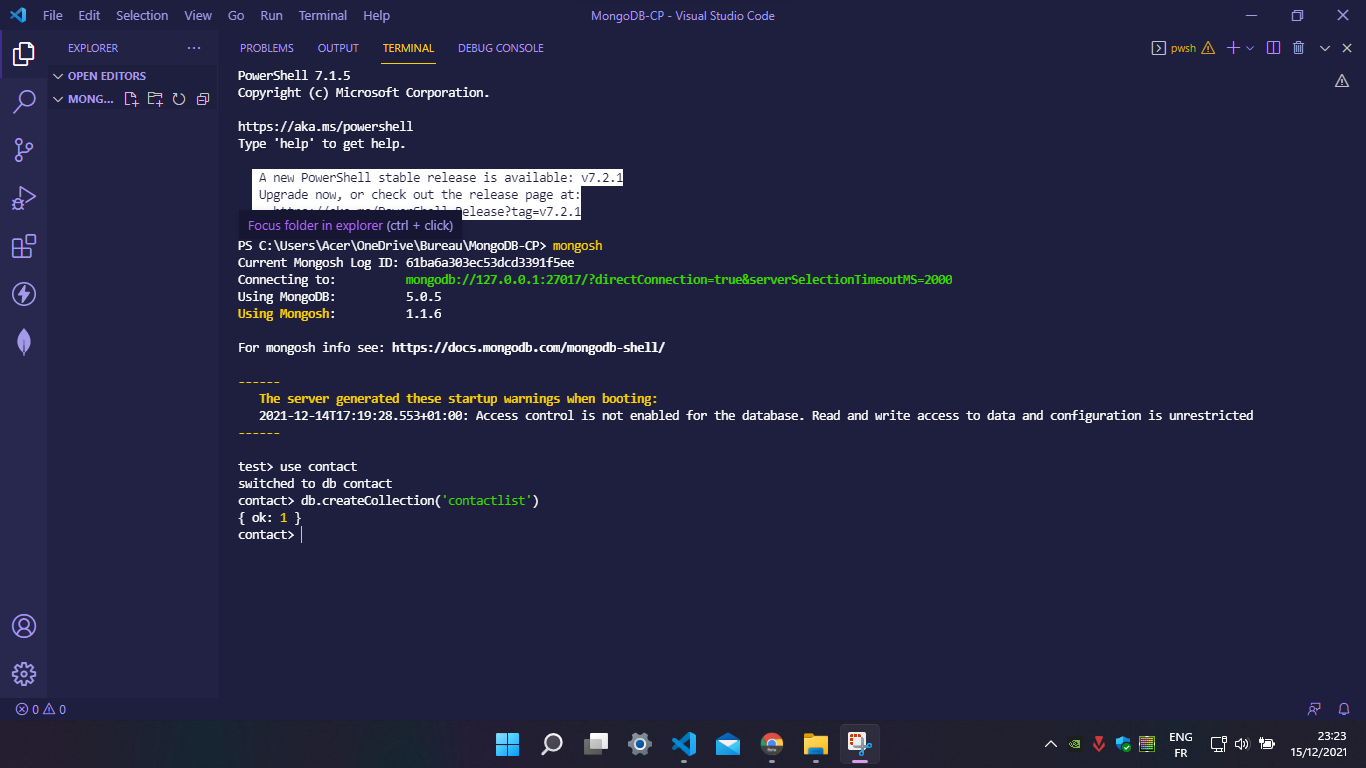 File Edit Selection View Go Run Terminal Help MongoDB-CP - Visual Studio Code
EXPLORER
OPEN EDITORS
MONG...
PROBLEMS OUTPUT TERMINAL DEBUG CONSOLE
pwsh
PowerShell 7.1.5
Copyright (c) Microsoft Corporation.
https://aka.ms/powershell
Type 'help' to get help.
A new PowerShell stable release is available: v7.2.1
Upgrade now, or check out the release page at:
https://aka.ms/PowerShell-Release?tag=v7.2.1
Focus folder in explorer (ctrl + click)
PS C:\Users\Acer\OneDrive\Bureau\MongoDB-CP> mongosh
Current Mongosh Log ID: 61ba6a303ec53dcd3391f5ee
Connecting to: mongodb://127.0.0.1:27017/?directConnection=true&serverSelectionTimeoutMS=2000
Using MongoDB: 5.0.5
Using Mongosh: 1.1.6
For mongosh info see: https://docs.mongodb.com/mongodb-shell/
------
The server generated these startup warnings when booting:
2021-12-14T17:19:28.553+01:00: Access control is not enabled for the database. Read and write access to data and configuration is unrestricted
------
test> use contact
switched to db contact
contact> db.createCollection('contactlist')
{ ok: 1 }
contact>
0 0
ENG
FR
23:23
15/12/2021